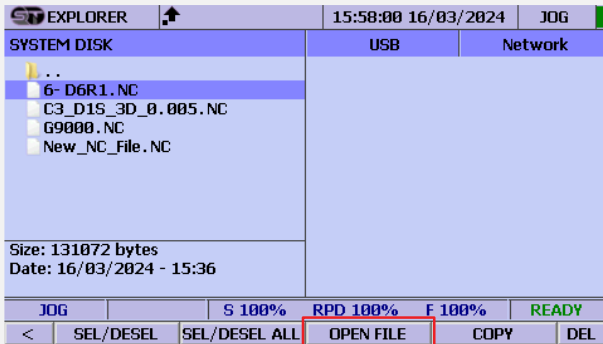 ST EXPLORER 15:58:00 16/03/2024 JOG
SYSTEM DISK USB Network
..
6- D6R1.NC
C3_D1S_3D_0.005.NC
G9000.NC
New_NC_File.NC
Size: 131072 bytes
Date: 16/03/2024 - 15:36
JOG S 100% RPD 100% F 100% READY
< SEL/DESEL SEL/DESEL ALL OPEN FILE COPY DEL